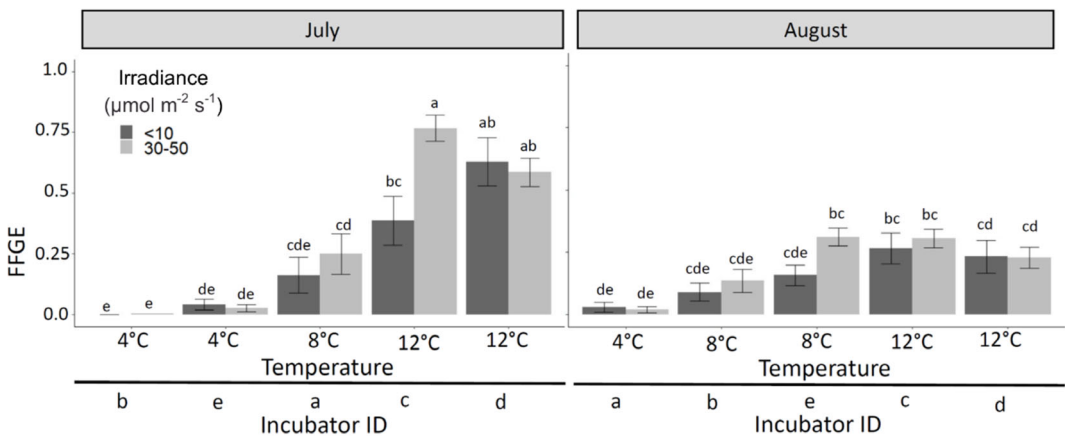 July
August
1.0
0.75
0.5
0.25
0.0
FFGE
Irradiance
(μmol m⁻² s⁻¹)
<10
30-50
e e de de cde cd bc a ab ab
de de cde cde cde bc bc bc cd cd
4°C 4°C 8°C 12°C 12°C
4°C 8°C 8°C 12°C 12°C
Temperature
Temperature
b e a c d
a b e c d
Incubator ID
Incubator ID